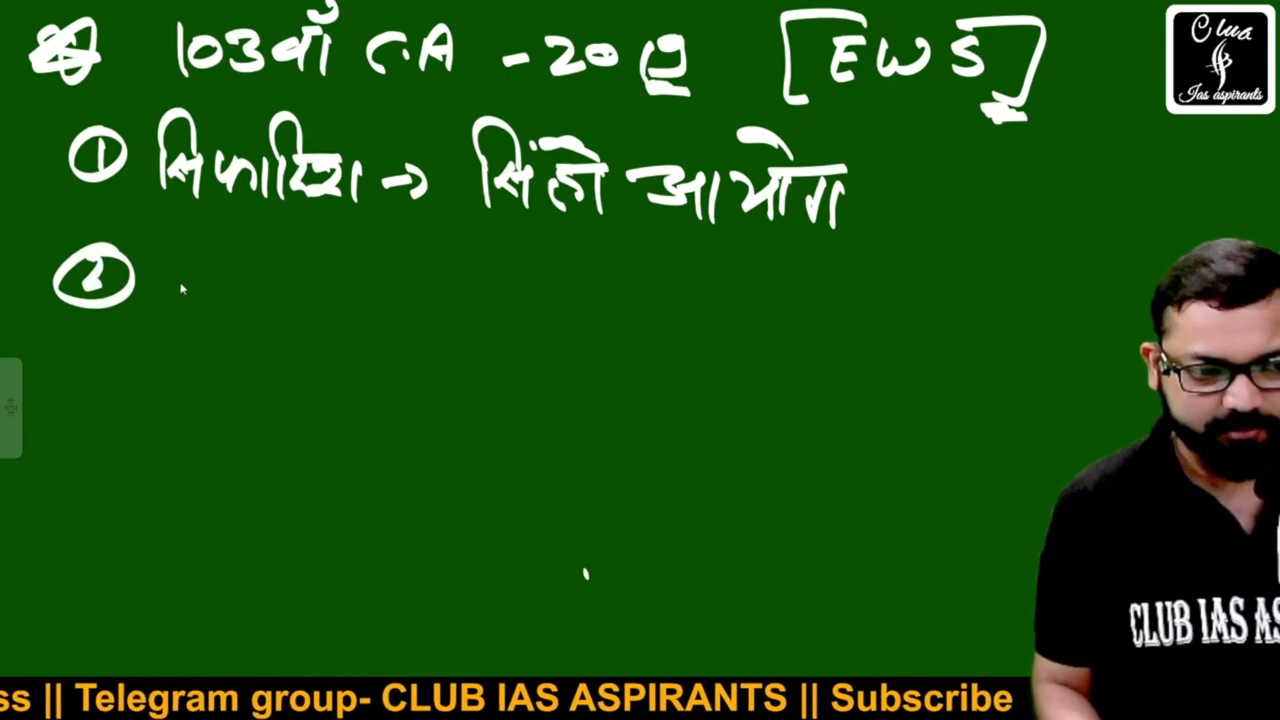 103वाँ C.A - 2019 [EWS]
① सिफारिश → सिंहो आयोग
②
Club
Ias aspirants
CLUB IAS AS
ss || Telegram group- CLUB IAS ASPIRANTS || Subscribe